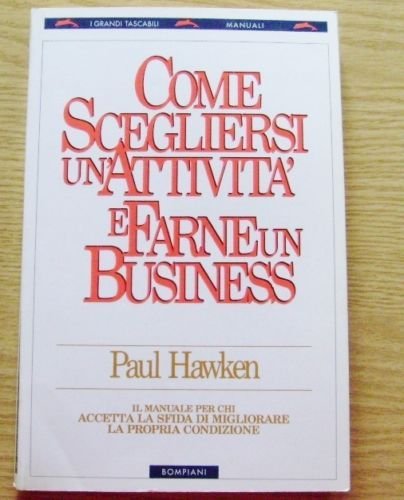 I GRANDI TASCABILI MANUALI
COME
SCEGLIERSI
UN'ATTIVITA'
E FARNE UN
BUSINESS
Paul Hawken
IL MANUALE PER CHI
ACCETTA LA SFIDA DI MIGLIORARE
LA PROPRIA CONDIZIONE
BOMPIANI